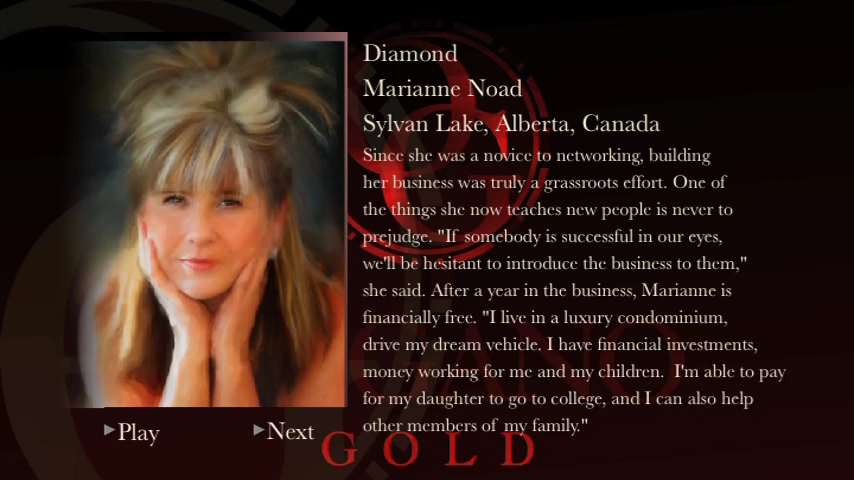 Diamond
Marianne Noad
Sylvan Lake, Alberta, Canada
Since she was a novice to networking, building
her business was truly a grassroots effort. One of
the things she now teaches new people is never to
prejudge. "If somebody is successful in our eyes,
we'll be hesitant to introduce the business to them,"
she said. After a year in the business, Marianne is
financially free. "I live in a luxury condominium,
drive my dream vehicle. I have financial investments,
money working for me and my children. I'm able to pay
for my daughter to go to college, and I can also help
other members of my family."
Play
Next
GOLD